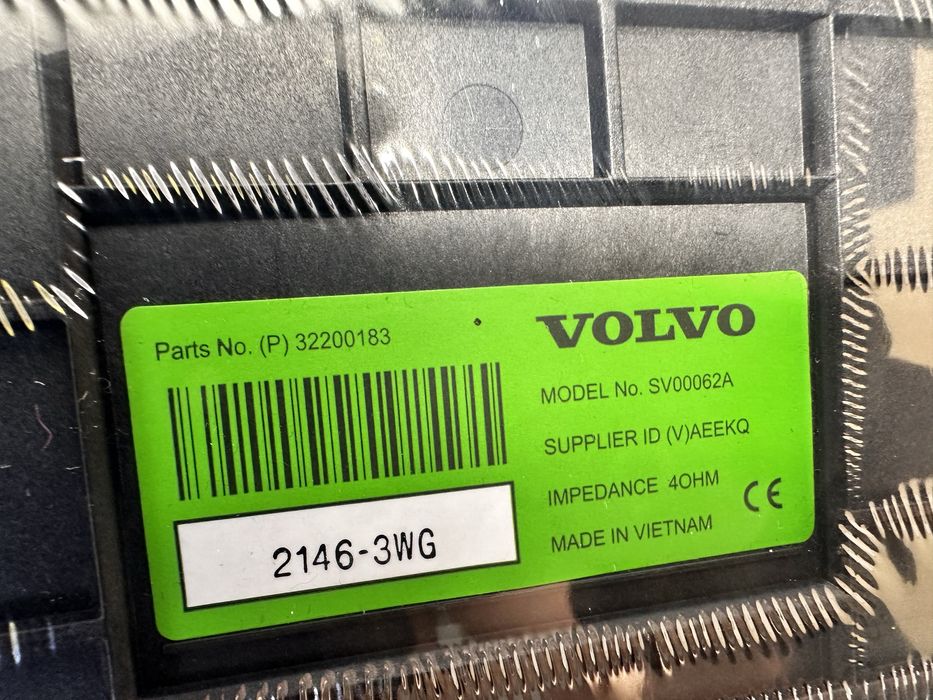 Parts No. (P) 32200183
2146-3WG
VOLVO
MODEL No. SV00062A
SUPPLIER ID (V)AEEKQ
IMPEDANCE 4OHM
CE
MADE IN VIETNAM